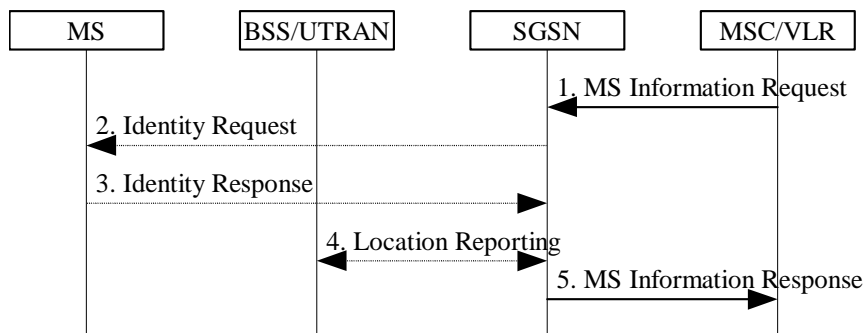 MS
BSS/UTRAN
SGSN
MSC/VLR
1. MS Information Request
2. Identity Request
3. Identity Response
4. Location Reporting
5. MS Information Response